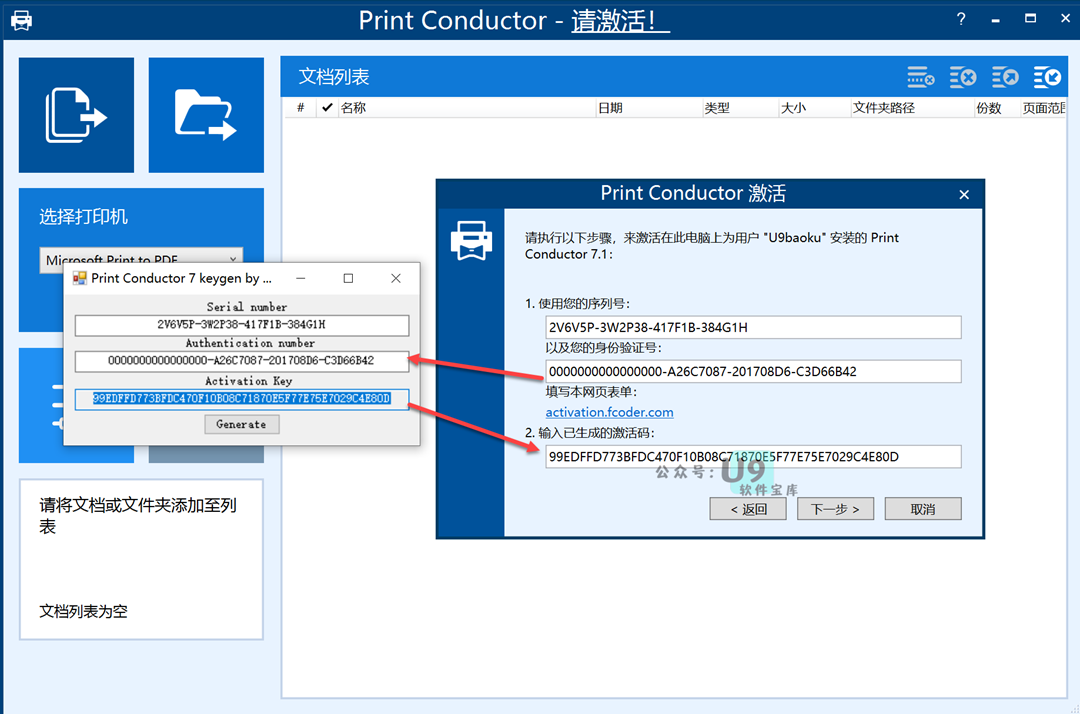 Print Conductor - 请激活!
?
文档列表
# 名称 日期 类型 大小 文件夹路径 份数 页面范围
选择打印机
Microsoft Print to PDF
Print Conductor 7 keygen by ...
Serial number
2V6V5P-3W2P38-417F1B-384G1H
Authentication number
0000000000000000-A26C7087-201708D6-C3D66B42
Activation Key
99EDFFD773BFDC470F10B08C71870E5F77E75E7029C4E80D
Generate
请将文档或文件夹添加至列
表
文档列表为空
Print Conductor 激活
请执行以下步骤，来激活在此电脑上为用户 "U9baoku" 安装的 Print
Conductor 7.1:
1. 使用您的序列号:
2V6V5P-3W2P38-417F1B-384G1H
以及您的身份验证号:
0000000000000000-A26C7087-201708D6-C3D66B42
填写本网页表单:
activation.fcoder.com
2. 输入已生成的激活码:
99EDFFD773BFDC470F10B08C71870E5F77E75E7029C4E80D
公众号: U9
软件宝库
< 返回
下一步 >
取消